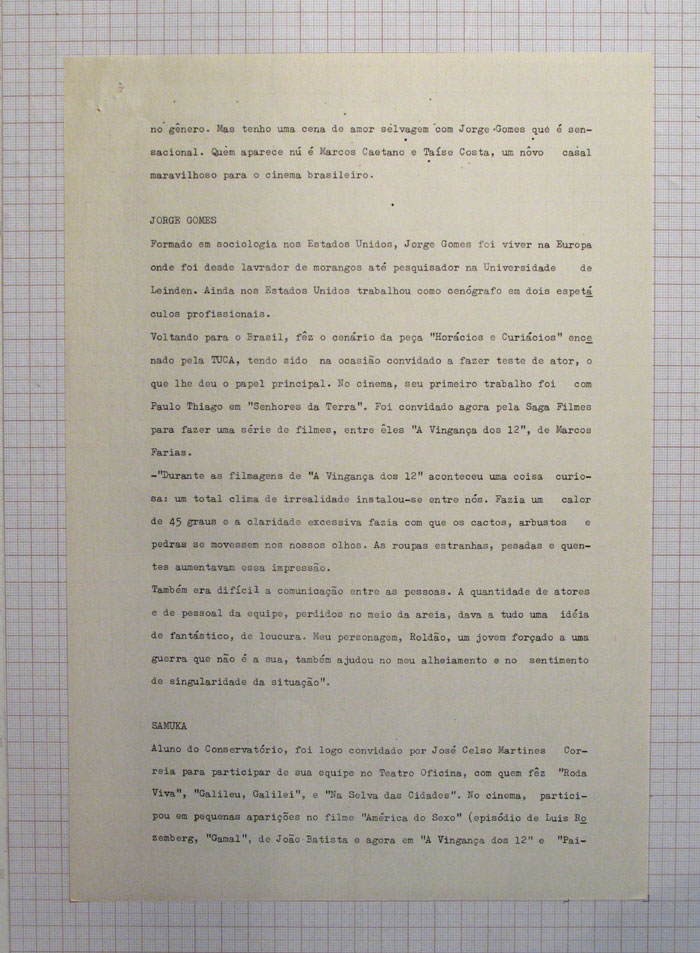 no gênero. Mas tenho uma cena de amor selvagem com Jorge Gomes que é sen-
sacional. Quem aparece nú é Marcos Caetano e Taíse Costa, um nôvo casal
maravilhoso para o cinema brasileiro.
JORGE GOMES
Formado em sociologia nos Estados Unidos, Jorge Gomes foi viver na Europa
onde foi desde lavrador de morangos até pesquisador na Universidade de
Leinden. Ainda nos Estados Unidos trabalhou como cenógrafo em dois espetá
culos profissionais.
Voltando para o Brasil, fêz o cenário da peça "Horácios e Curiácios" ence
nado pela TUCA, tendo sido na ocasião convidado a fazer teste de ator, o
que lhe deu o papel principal. No cinema, seu primeiro trabalho foi com
Paulo Thiago em "Senhores da Terra". Foi convidado agora pela Saga Filmes
para fazer uma série de filmes, entre êles "A Vingança dos 12", de Marcos
Farias.
-"Durante as filmagens de "A Vingança dos 12" aconteceu uma coisa curio-
sa: um total clima de irrealidade instalou-se entre nós. Fazia um calor
de 45 graus e a claridade excessiva fazia com que os cactos, arbustos e
pedras se movessem nos nossos olhos. As roupas estranhas, pesadas e quen-
tes aumentavam essa impressão.
Também era difícil a comunicação entre as pessoas. A quantidade de atores
e de pessoal da equipe, perdidos no meio da areia, dava a tudo uma idéia
de fantástico, de loucura. Meu personagem, Roldão, um jovem forçado a uma
guerra que não é a sua, também ajudou no meu alheiamento e no sentimento
de singularidade da situação".
SAMUKA
Aluno do Conservatório, foi logo convidado por José Celso Martines Cor-
reia para participar de sua equipe no Teatro Oficina, com quem fêz "Roda
Viva", "Galileu, Galilei", e "Na Selva das Cidades". No cinema, partici-
pou em pequenas aparições no filme "América do Sexo" (episódio de Luis Ro
zemberg, "Gamal", de João Batista e agora em "A Vingança dos 12" e "Pai-